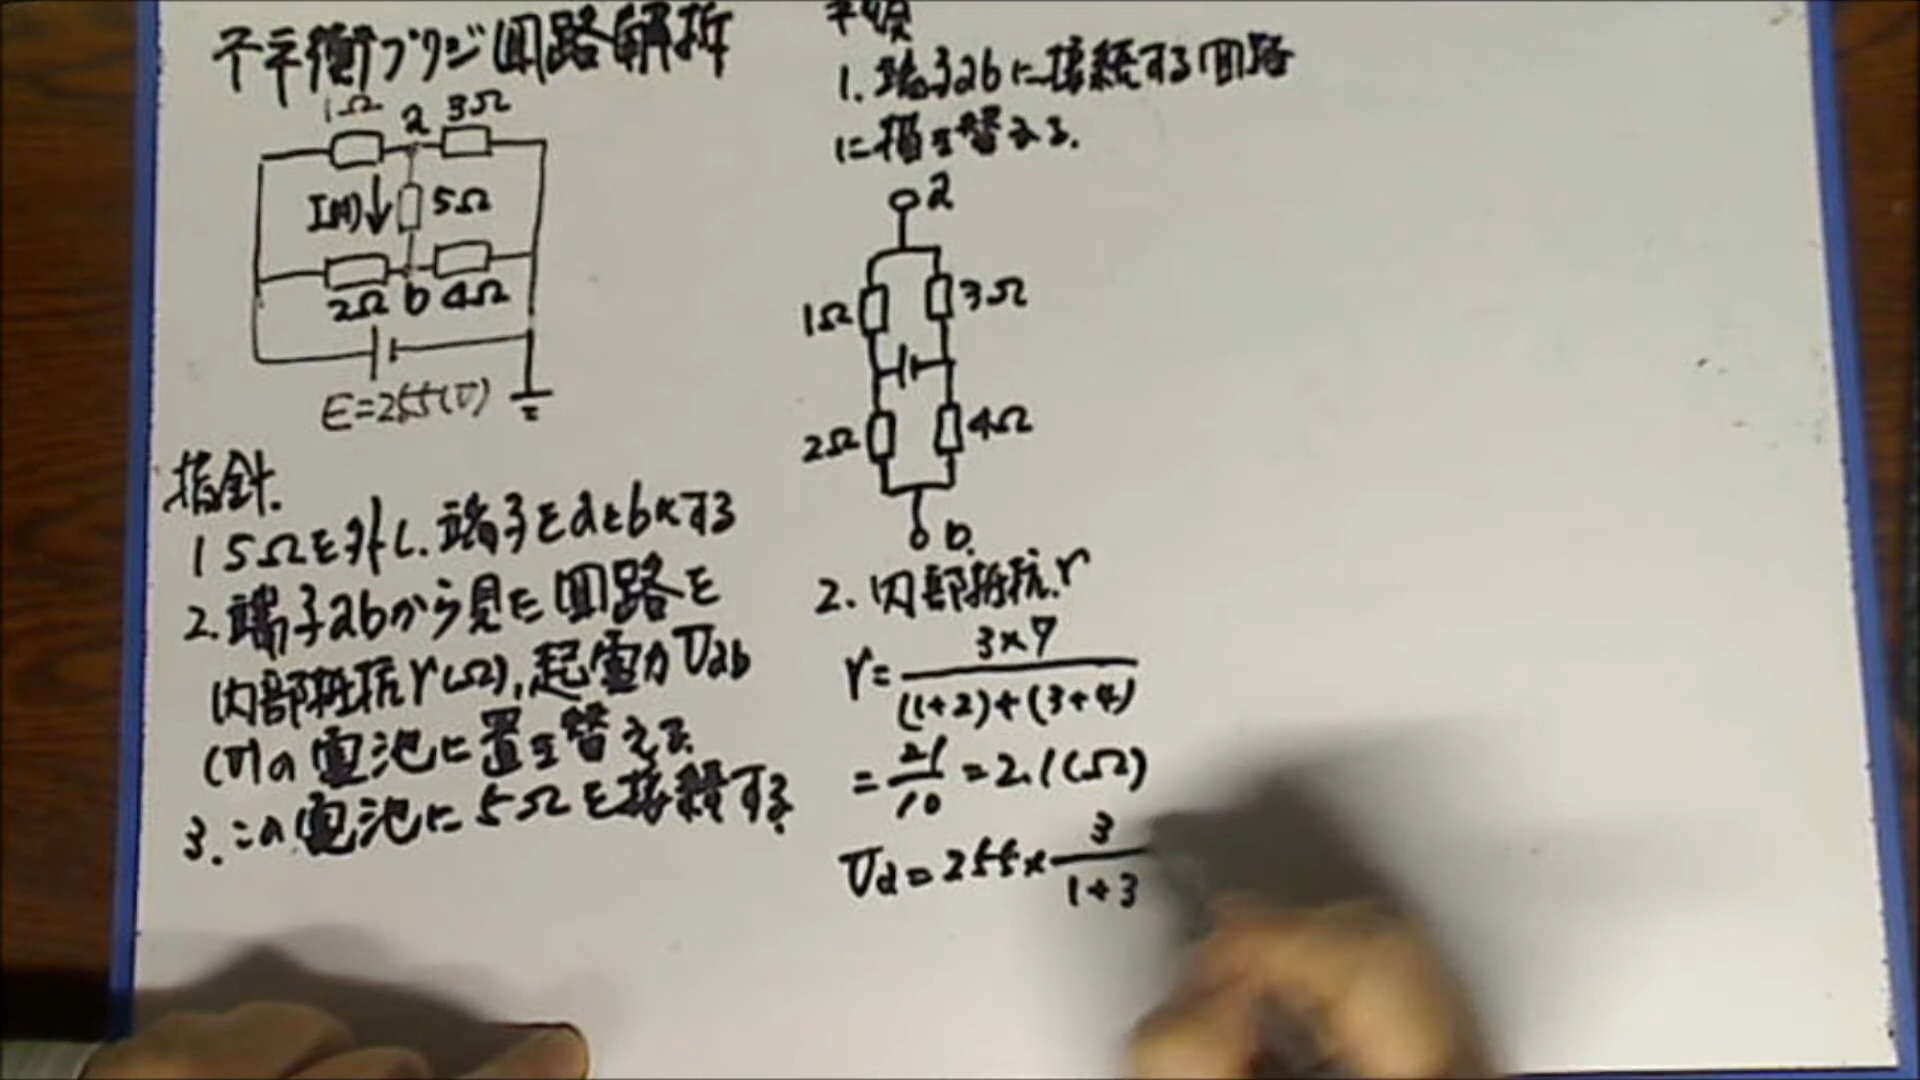 不平衡ブリジ回路解析
1Ω a 3Ω
I(A)↓ 5Ω
2Ω b 4Ω
E=255(V)
指針.
1 5Ωを外し.端子をaとbとする
2.端子abから見た回路を
内部抵抗r(Ω),起電力Vab
(V)の電池に置き替える.
3.この電池に5Ωを接続する.
手順
1.端子abに接続する回路
に描き替える.
a
1Ω 3Ω
2Ω 4Ω
b
2.内部抵抗r
r=3×7/(1+2)+(3+4)
=21/10=2.1(Ω)
Va=255×3/1+3